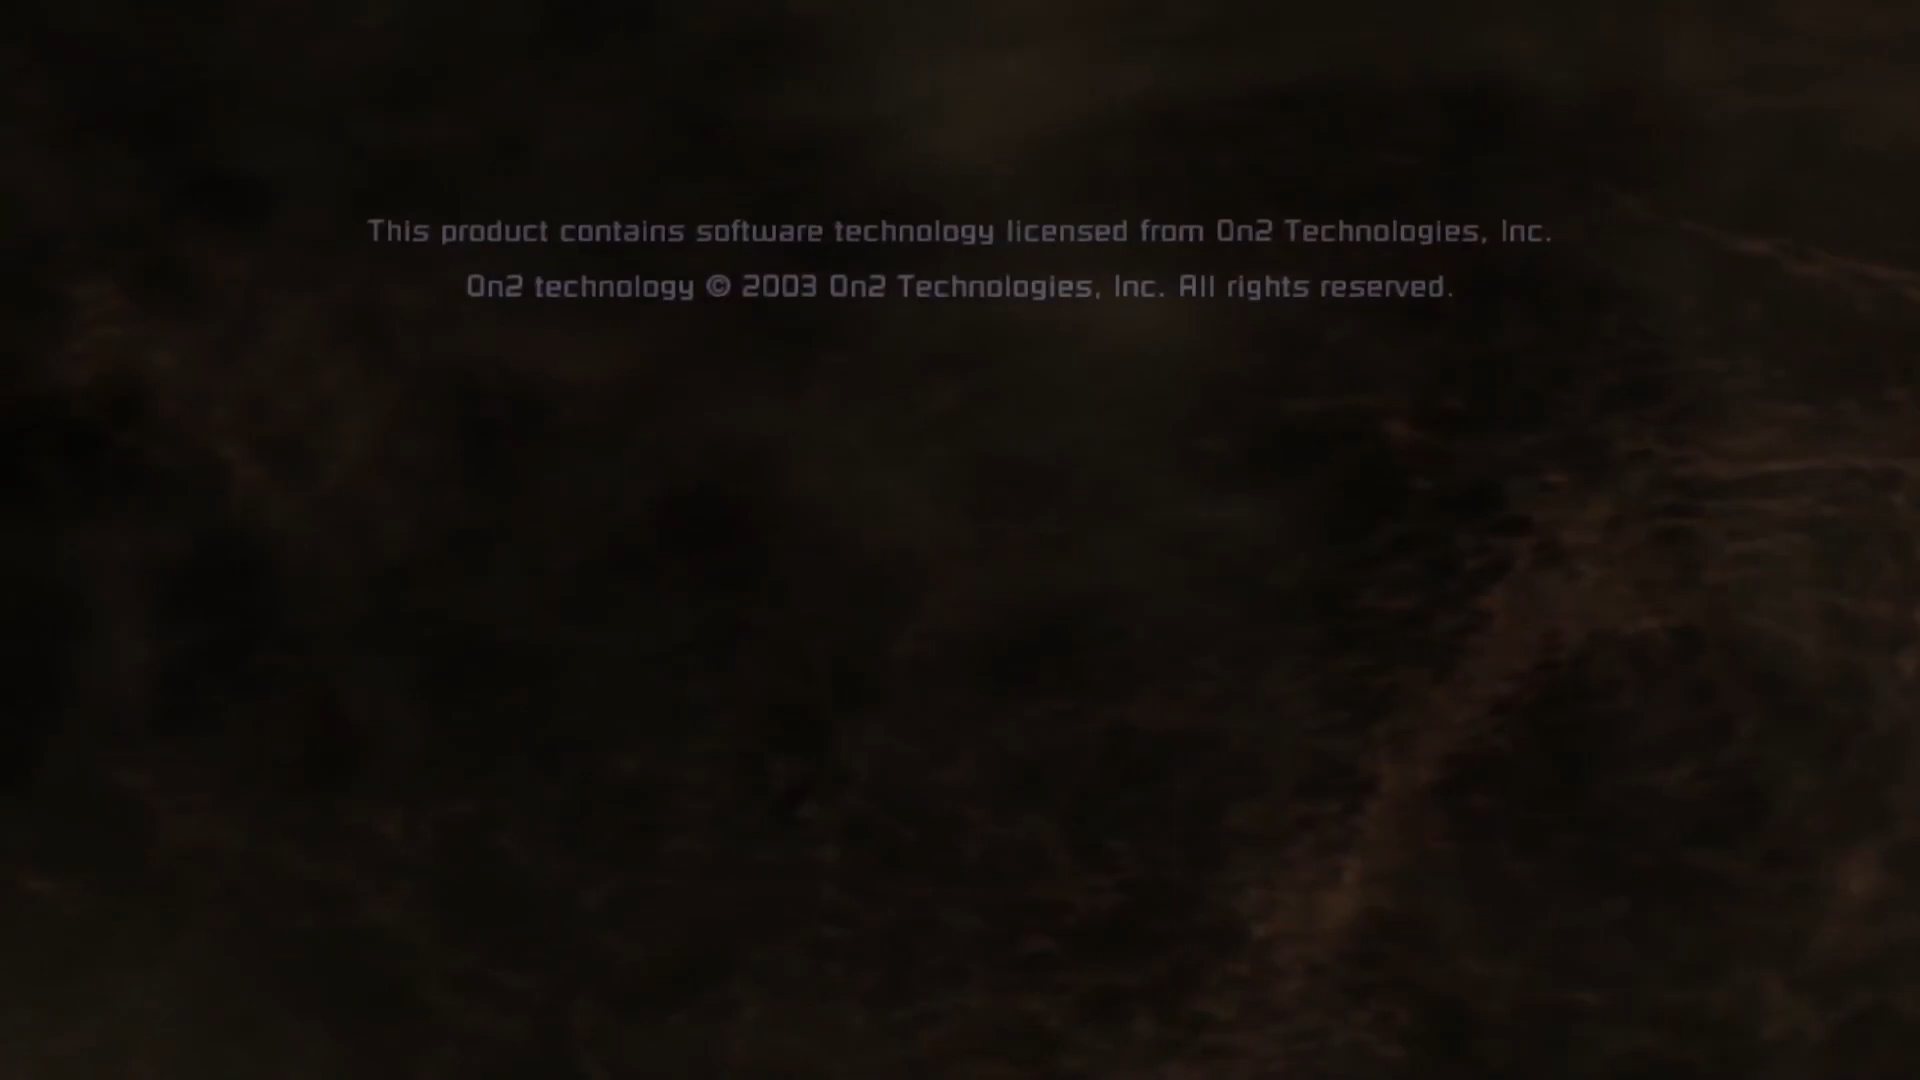 This product contains software technology licensed from On2 Technologies, Inc.
On2 technology © 2003 On2 Technologies, Inc. All rights reserved.